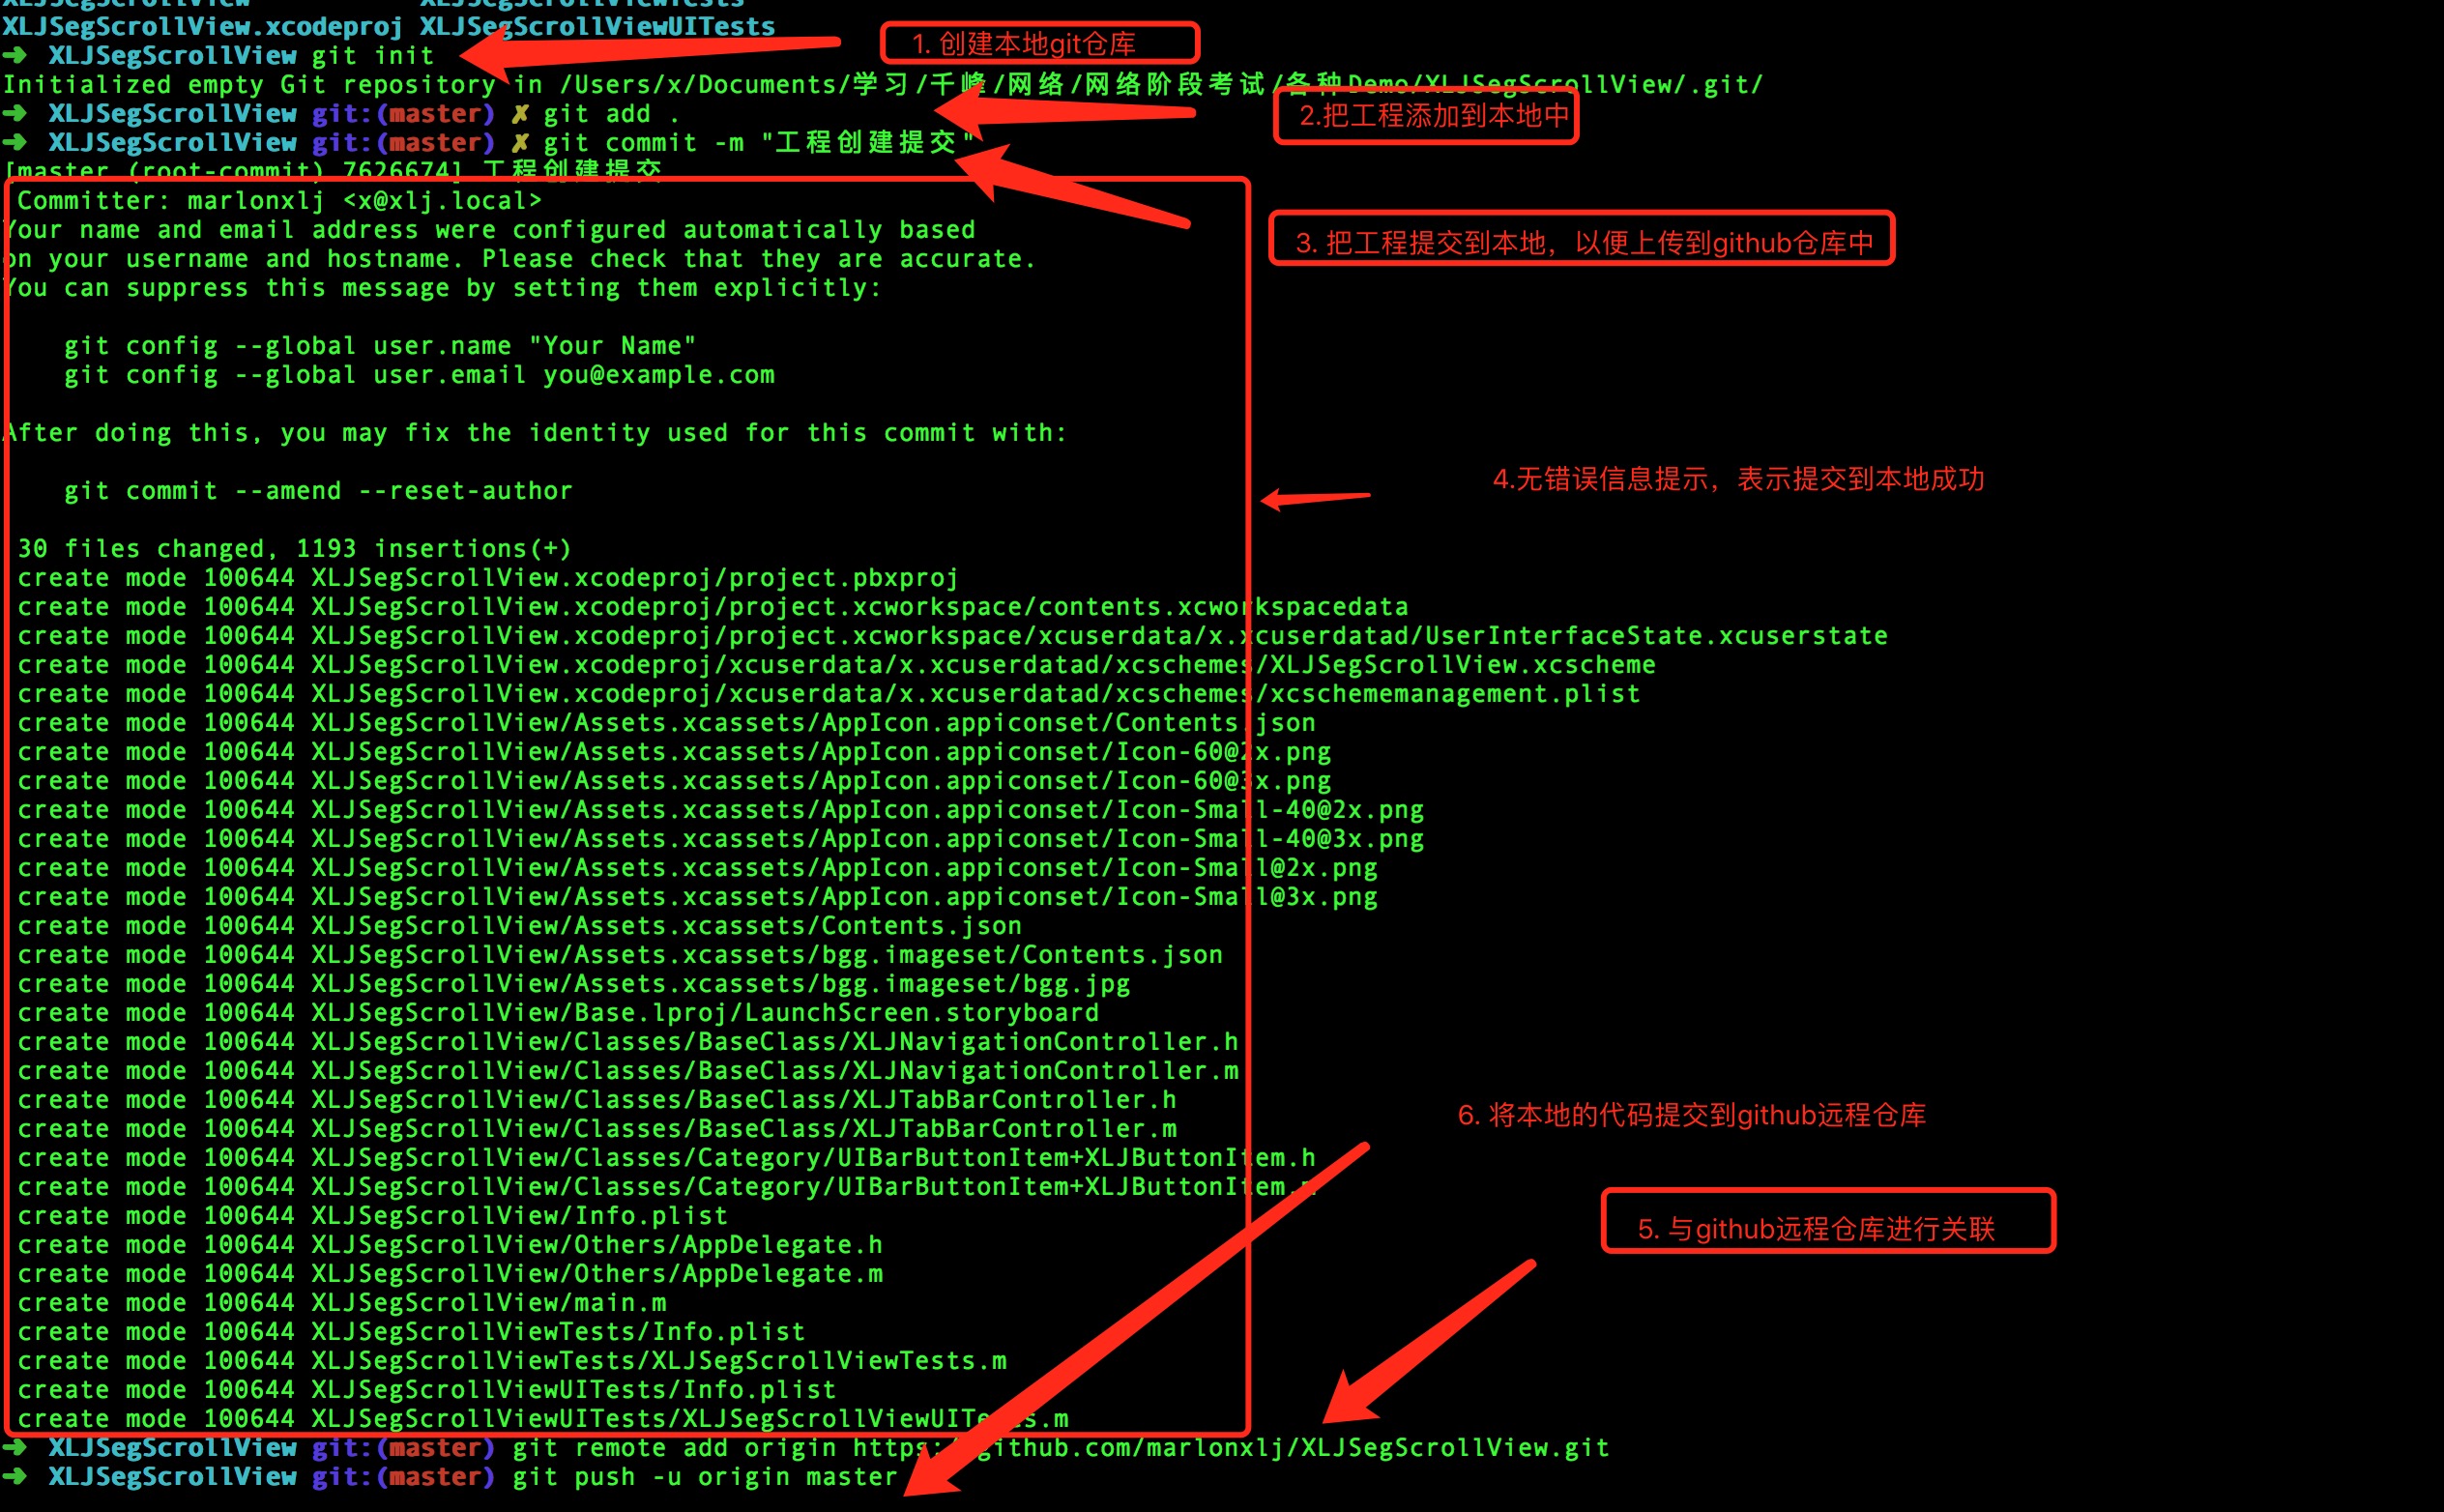 XLJSegScrollView XLJSegScrollViewTests
XLJSegScrollView.xcodeproj XLJSegScrollViewUITests
➜ XLJSegScrollView git init
1. 创建本地git仓库
Initialized empty Git repository in /Users/x/Documents/学习/千峰/网络/网络阶段考试/各种Demo/XLJSegScrollView/.git/
➜ XLJSegScrollView git:(master) ✗ git add .
2.把工程添加到本地中
➜ XLJSegScrollView git:(master) ✗ git commit -m "工程创建提交"
[master (root-commit) 7626674] 工程创建提交
Committer: marlonxlj <x@xlj.local>
Your name and email address were configured automatically based
3. 把工程提交到本地，以便上传到github仓库中
on your username and hostname. Please check that they are accurate.
You can suppress this message by setting them explicitly:
git config --global user.name "Your Name"
git config --global user.email you@example.com
After doing this, you may fix the identity used for this commit with:
4.无错误信息提示，表示提交到本地成功
git commit --amend --reset-author
30 files changed, 1193 insertions(+)
create mode 100644 XLJSegScrollView.xcodeproj/project.pbxproj
create mode 100644 XLJSegScrollView.xcodeproj/project.xcworkspace/contents.xcworkspacedata
create mode 100644 XLJSegScrollView.xcodeproj/project.xcworkspace/xcuserdata/x.xcuserdatad/UserInterfaceState.xcuserstate
create mode 100644 XLJSegScrollView.xcodeproj/xcuserdata/x.xcuserdatad/xcschemes/XLJSegScrollView.xcscheme
create mode 100644 XLJSegScrollView.xcodeproj/xcuserdata/x.xcuserdatad/xcschemes/xcschememanagement.plist
create mode 100644 XLJSegScrollView/Assets.xcassets/AppIcon.appiconset/Contents.json
create mode 100644 XLJSegScrollView/Assets.xcassets/AppIcon.appiconset/Icon-60@2x.png
create mode 100644 XLJSegScrollView/Assets.xcassets/AppIcon.appiconset/Icon-60@3x.png
create mode 100644 XLJSegScrollView/Assets.xcassets/AppIcon.appiconset/Icon-Small-40@2x.png
create mode 100644 XLJSegScrollView/Assets.xcassets/AppIcon.appiconset/Icon-Small-40@3x.png
create mode 100644 XLJSegScrollView/Assets.xcassets/AppIcon.appiconset/Icon-Small@2x.png
create mode 100644 XLJSegScrollView/Assets.xcassets/AppIcon.appiconset/Icon-Small@3x.png
create mode 100644 XLJSegScrollView/Assets.xcassets/Contents.json
create mode 100644 XLJSegScrollView/Assets.xcassets/bgg.imageset/Contents.json
create mode 100644 XLJSegScrollView/Assets.xcassets/bgg.imageset/bgg.jpg
create mode 100644 XLJSegScrollView/Base.lproj/LaunchScreen.storyboard
create mode 100644 XLJSegScrollView/Classes/BaseClass/XLJNavigationController.h
create mode 100644 XLJSegScrollView/Classes/BaseClass/XLJNavigationController.m
create mode 100644 XLJSegScrollView/Classes/BaseClass/XLJTabBarController.h
create mode 100644 XLJSegScrollView/Classes/BaseClass/XLJTabBarController.m
6. 将本地的代码提交到github远程仓库
create mode 100644 XLJSegScrollView/Classes/Category/UIBarButtonItem+XLJButtonItem.h
create mode 100644 XLJSegScrollView/Classes/Category/UIBarButtonItem+XLJButtonItem.m
create mode 100644 XLJSegScrollView/Info.plist
5. 与github远程仓库进行关联
create mode 100644 XLJSegScrollView/Others/AppDelegate.h
create mode 100644 XLJSegScrollView/Others/AppDelegate.m
create mode 100644 XLJSegScrollView/main.m
create mode 100644 XLJSegScrollViewTests/Info.plist
create mode 100644 XLJSegScrollViewTests/XLJSegScrollViewTests.m
create mode 100644 XLJSegScrollViewUITests/Info.plist
create mode 100644 XLJSegScrollViewUITests/XLJSegScrollViewUITests.m
➜ XLJSegScrollView git:(master) git remote add origin https://github.com/marlonxlj/XLJSegScrollView.git
➜ XLJSegScrollView git:(master) git push -u origin master